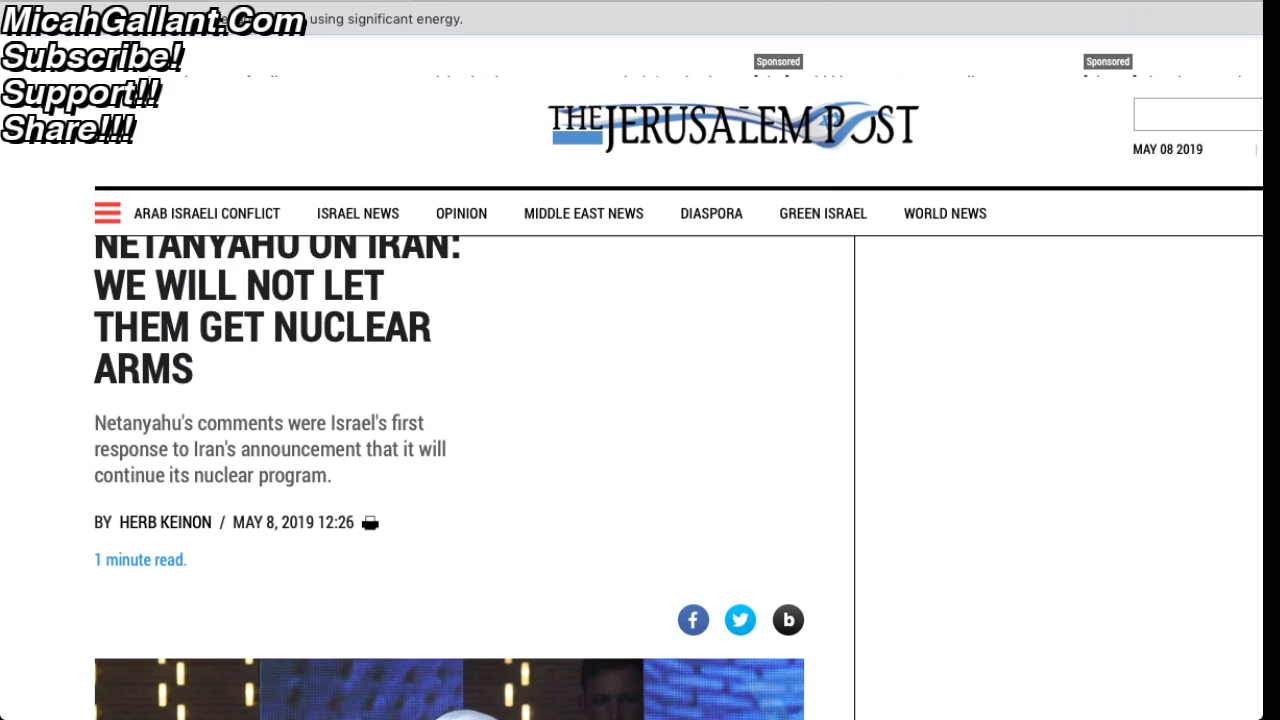 MicahGallant.Com
using significant energy.
Subscribe!
Support!!
Share!!!
Sponsored
Sponsored
THE JERUSALEM POST
MAY 08 2019
ARAB ISRAELI CONFLICT
ISRAEL NEWS
OPINION
MIDDLE EAST NEWS
DIASPORA
GREEN ISRAEL
WORLD NEWS
NETANYAHU ON IRAN:
WE WILL NOT LET
THEM GET NUCLEAR
ARMS
Netanyahu's comments were Israel's first
response to Iran's announcement that it will
continue its nuclear program.
BY HERB KEINON / MAY 8, 2019 12:26
1 minute read.